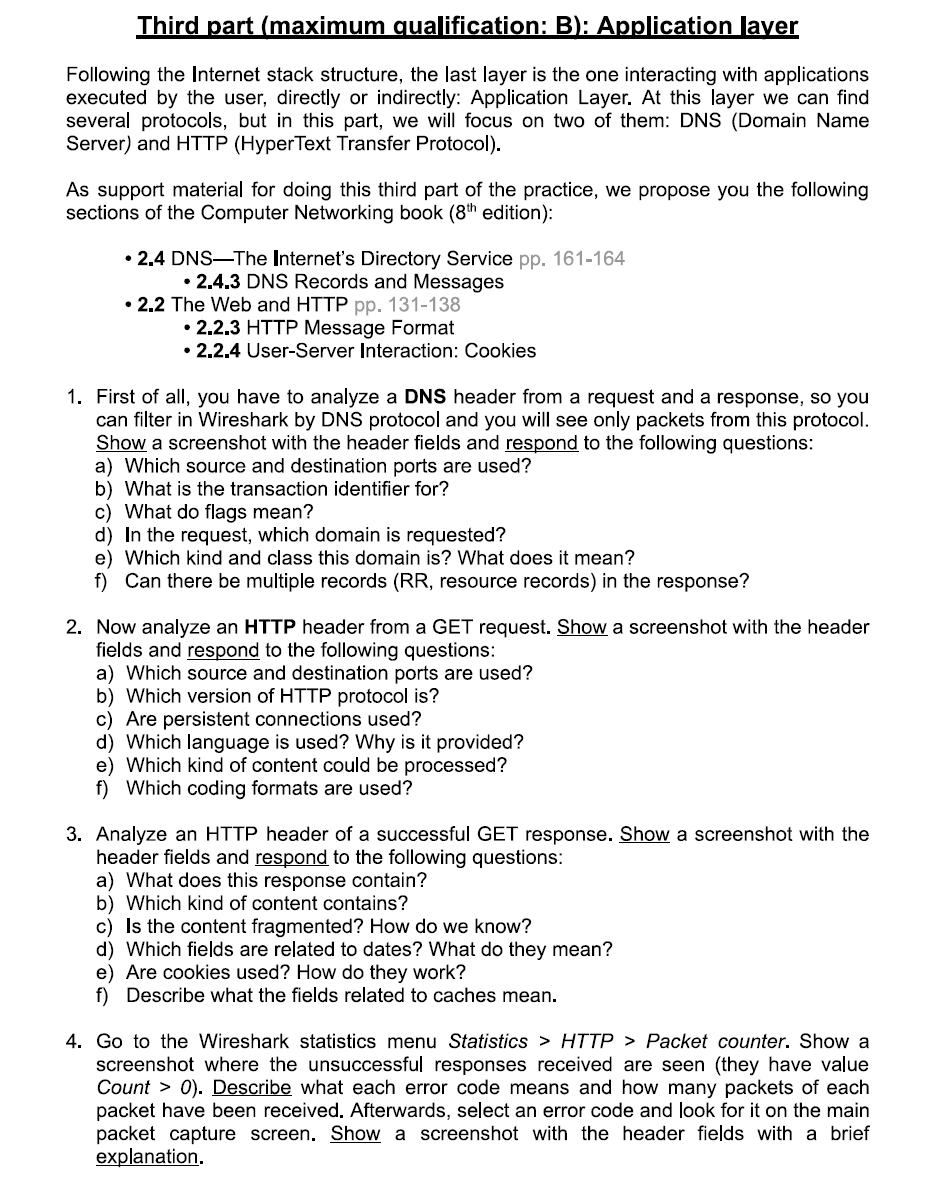 Third part (maximum qualification: B): Application layer
Following the Internet stack structure, the last layer is the one interacting with applications
executed by the user, directly or indirectly: Application Layer. At this layer we can find
several protocols, but in this part, we will focus on two of them: DNS (Domain Name
Server) and HTTP (HyperText Transfer Protocol).
As support material for doing this third part of the practice, we propose you the following
sections of the Computer Networking book (8th edition):
• 2.4 DNS—The Internet's Directory Service pp. 161-164
• 2.4.3 DNS Records and Messages
• 2.2 The Web and HTTP pp. 131-138
• 2.2.3 HTTP Message Format
• 2.2.4 User-Server Interaction: Cookies
1. First of all, you have to analyze a DNS header from a request and a response, so you
can filter in Wireshark by DNS protocol and you will see only packets from this protocol.
Show a screenshot with the header fields and respond to the following questions:
a) Which source and destination ports are used?
b) What is the transaction identifier for?
c) What do flags mean?
d) In the request, which domain is requested?
e) Which kind and class this domain is? What does it mean?
f) Can there be multiple records (RR, resource records) in the response?
2. Now analyze an HTTP header from a GET request. Show a screenshot with the header
fields and respond to the following questions:
a) Which source and destination ports are used?
b) Which version of HTTP protocol is?
c) Are persistent connections used?
d) Which language is used? Why is it provided?
e) Which kind of content could be processed?
f) Which coding formats are used?
3. Analyze an HTTP header of a successful GET response. Show a screenshot with the
header fields and respond to the following questions:
a) What does this response contain?
b) Which kind of content contains?
c) Is the content fragmented? How do we know?
d) Which fields are related to dates? What do they mean?
e) Are cookies used? How do they work?
f) Describe what the fields related to caches mean.
4. Go to the Wireshark statistics menu Statistics > HTTP > Packet counter. Show a
screenshot where the unsuccessful responses received are seen (they have value
Count > 0). Describe what each error code means and how many packets of each
packet have been received. Afterwards, select an error code and look for it on the main
packet capture screen. Show a screenshot with the header fields with a brief
explanation.